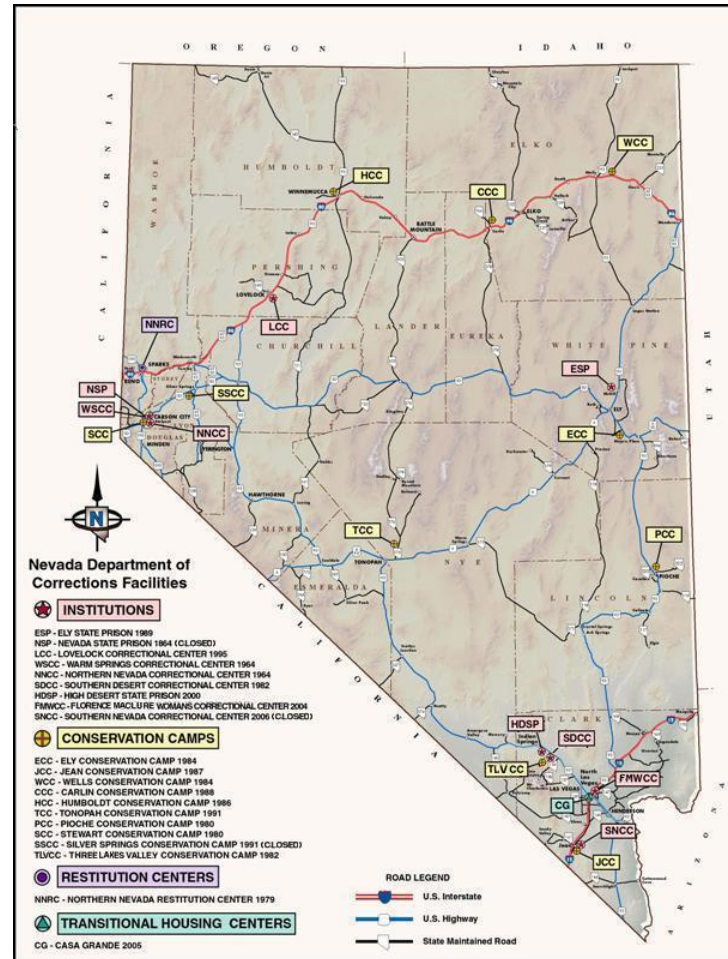 OREGON
IDAHO
CALIFORNIA
WASHOE
HUMBOLDT
ELKO
WCC
HCC
CCC
WINNEMUCCA
BATTLE
MOUNTAIN
ELKO
PERSHING
LOVELOCK
LCC
LANDER
EUREKA
WHITE PINE
UTAH
CHURCHILL
NNRC
SPARKS
RENO
STOREY
ESP
ELY
SSCC
NSP
WSCC
CARSON CITY
SCC
NNCC
LYON
DOUGLAS
MINDEN
YERINGTON
ECC
HAWTHORNE
MINERA
TCC
TONOPAH
NYE
PCC
PIOCHE
ESMERALDA
LINCOLN
CALIFORNIA
N
Nevada Department of
Corrections Facilities
INSTITUTIONS
ESP - ELY STATE PRISON 1989
NSP - NEVADA STATE PRISON 1864 (CLOSED)
LCC - LOVELOCK CORRECTIONAL CENTER 1995
WSCC - WARM SPRINGS CORRECTIONAL CENTER 1964
NNCC - NORTHERN NEVADA CORRECTIONAL CENTER 1964
SDCC - SOUTHERN DESERT CORRECTIONAL CENTER 1982
HDSP - HIGH DESERT STATE PRISON 2000
FMWCC - FLORENCE MACLURE WOMANS CORRECTIONAL CENTER 2004
SNCC - SOUTHERN NEVADA CORRECTIONAL CENTER 2006 (CLOSED)
CONSERVATION CAMPS
ECC - ELY CONSERVATION CAMP 1984
JCC - JEAN CONSERVATION CAMP 1987
WCC - WELLS CONSERVATION CAMP 1984
CCC - CARLIN CONSERVATION CAMP 1988
HCC - HUMBOLDT CONSERVATION CAMP 1986
TCC - TONOPAH CONSERVATION CAMP 1991
PCC - PIOCHE CONSERVATION CAMP 1980
SCC - STEWART CONSERVATION CAMP 1980
SSCC - SILVER SPRINGS CONSERVATION CAMP 1991 (CLOSED)
TLVCC - THREE LAKES VALLEY CONSERVATION CAMP 1982
RESTITUTION CENTERS
NNRC - NORTHERN NEVADA RESTITUTION CENTER 1979
TRANSITIONAL HOUSING CENTERS
CG - CASA GRANDE 2005
CLARK
HDSP
Indian
Springs
SDCC
TLVCC
North
Las
Vegas
LAS VEGAS
FMWCC
CG
HENDERSON
SNCC
JCC
ARIZONA
ROAD LEGEND
U.S. Interstate
U.S. Highway
State Maintained Road